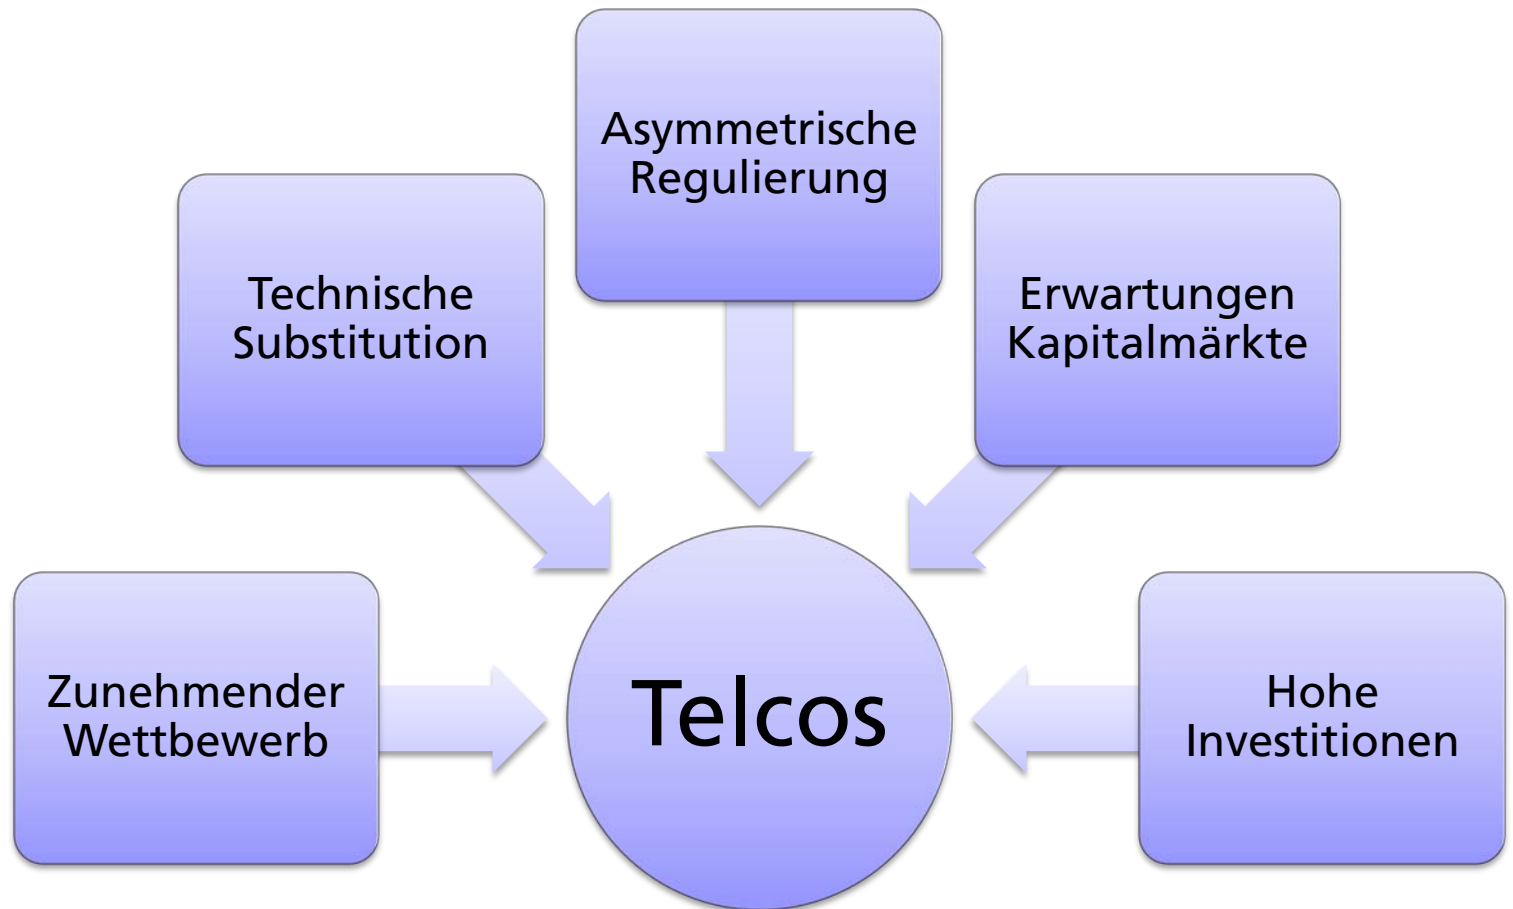 Asymmetrische
Regulierung
Technische
Substitution
Erwartungen
Kapitalmärkte
Zunehmender
Wettbewerb
Telcos
Hohe
Investitionen